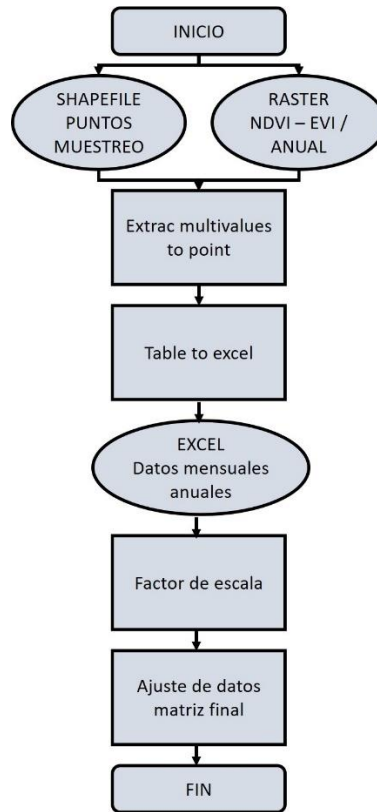 INICIO
SHAPEFILE
PUNTOS
MUESTREO
RASTER
NDVI – EVI /
ANUAL
Extrac multivalues
to point
Table to excel
EXCEL
Datos mensuales
anuales
Factor de escala
Ajuste de datos
matriz final
FIN